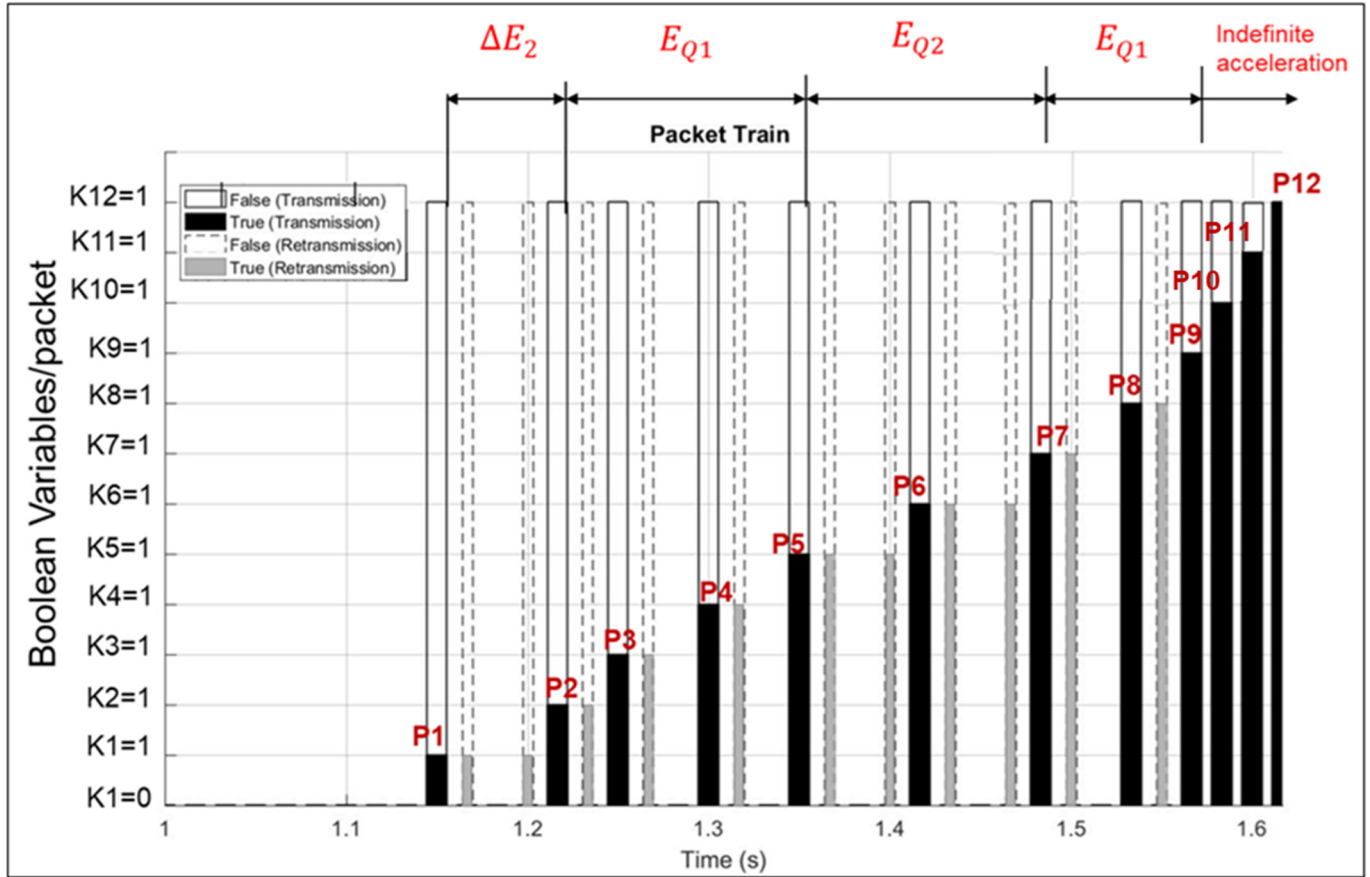 ΔE₂
E_Q1
E_Q2
E_Q1
Indefinite
acceleration
Packet Train
False (Transmission)
True (Transmission)
False (Retransmission)
True (Retransmission)
Boolean Variables/packet
K12=1
K11=1
K10=1
K9=1
K8=1
K7=1
K6=1
K5=1
K4=1
K3=1
K2=1
K1=1
K1=0
P1
P2
P3
P4
P5
P6
P7
P8
P9
P10
P11
P12
1
1.1
1.2
1.3
1.4
1.5
1.6
Time (s)